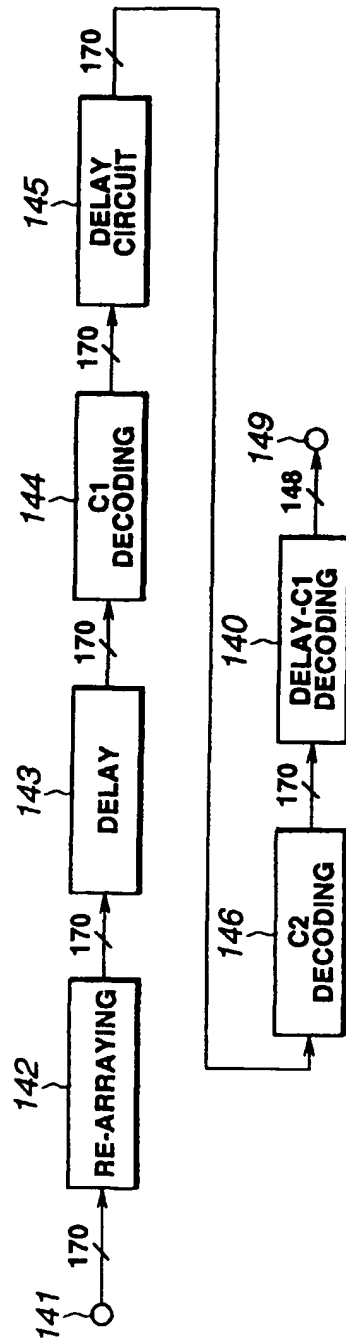 141
170
142
RE-ARRAYING
170
143
DELAY
170
144
C1
DECODING
170
145
DELAY
CIRCUIT
170
146
C2
DECODING
170
140
DELAY-C1
DECODING
148
149